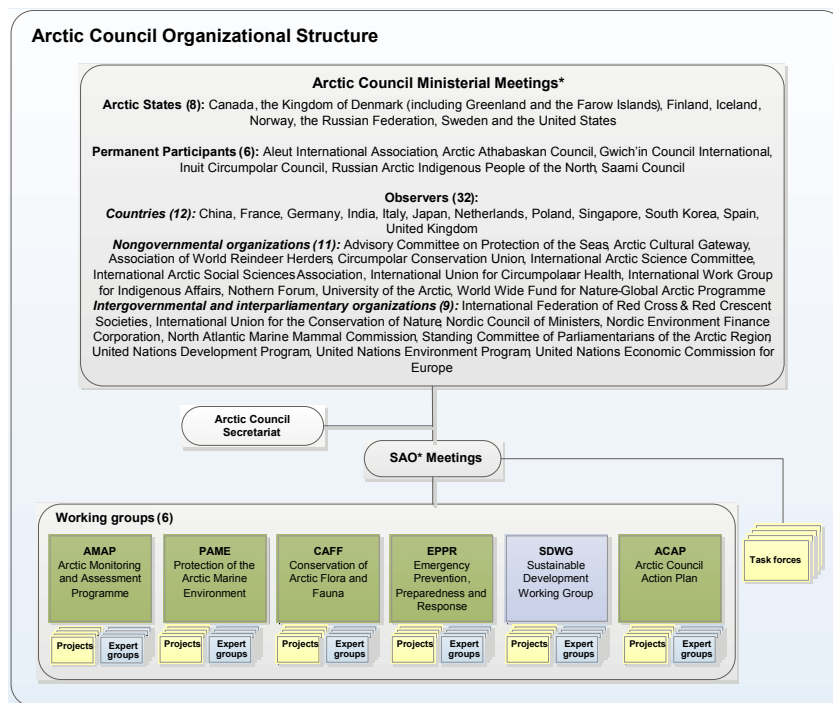 Arctic Council Organizational Structure
Arctic Council Ministerial Meetings*
Arctic States (8): Canada, the Kingdom of Denmark (including Greenland and the Farow Islands), Finland, Iceland,
Norway, the Russian Federation, Sweden and the United States
Permanent Participants (6): Aleut International Association, Arctic Athabaskan Council, Gwich'in Council International,
Inuit Circumpolar Council, Russian Arctic Indigenous People of the North, Saami Council
Observers (32):
Countries (12): China, France, Germany, India, Italy, Japan, Netherlands, Poland, Singapore, South Korea, Spain,
United Kingdom
Nongovernmental organizations (11): Advisory Committee on Protection of the Seas, Arctic Cultural Gateway,
Association of World Reindeer Herders, Circumpolar Conservation Union, International Arctic Science Committee,
International Arctic Social Sciences Association, International Union for Circumpolarar Health, International Work Group
for Indigenous Affairs, Nothern Forum, University of the Arctic, World Wide Fund for Nature-Global Arctic Programme
Intergovernmental and interparliamentary organizations (9): International Federation of Red Cross & Red Crescent
Societies, International Union for the Conservation of Nature, Nordic Council of Ministers, Nordic Environment Finance
Corporation, North Atlantic Marine Mammal Commission, Standing Committee of Parliamentarians of the Arctic Region,
United Nations Development Program, United Nations Environment Program, United Nations Economic Commission for
Europe
Arctic Council
Secretariat
SAO* Meetings
Working groups (6)
AMAP
Arctic Monitoring
and Assessment
Programme
PAME
Protection of the
Arctic Marine
Environment
CAFF
Conservation of
Arctic Flora and
Fauna
EPPR
Emergency
Prevention,
Preparedness and
Response
SDWG
Sustainable
Development
Working Group
ACAP
Arctic Council
Action Plan
Task forces
Projects
Expert
groups
Projects
Expert
groups
Projects
Expert
groups
Projects
Expert
groups
Projects
Expert
groups
Projects
Expert
groups